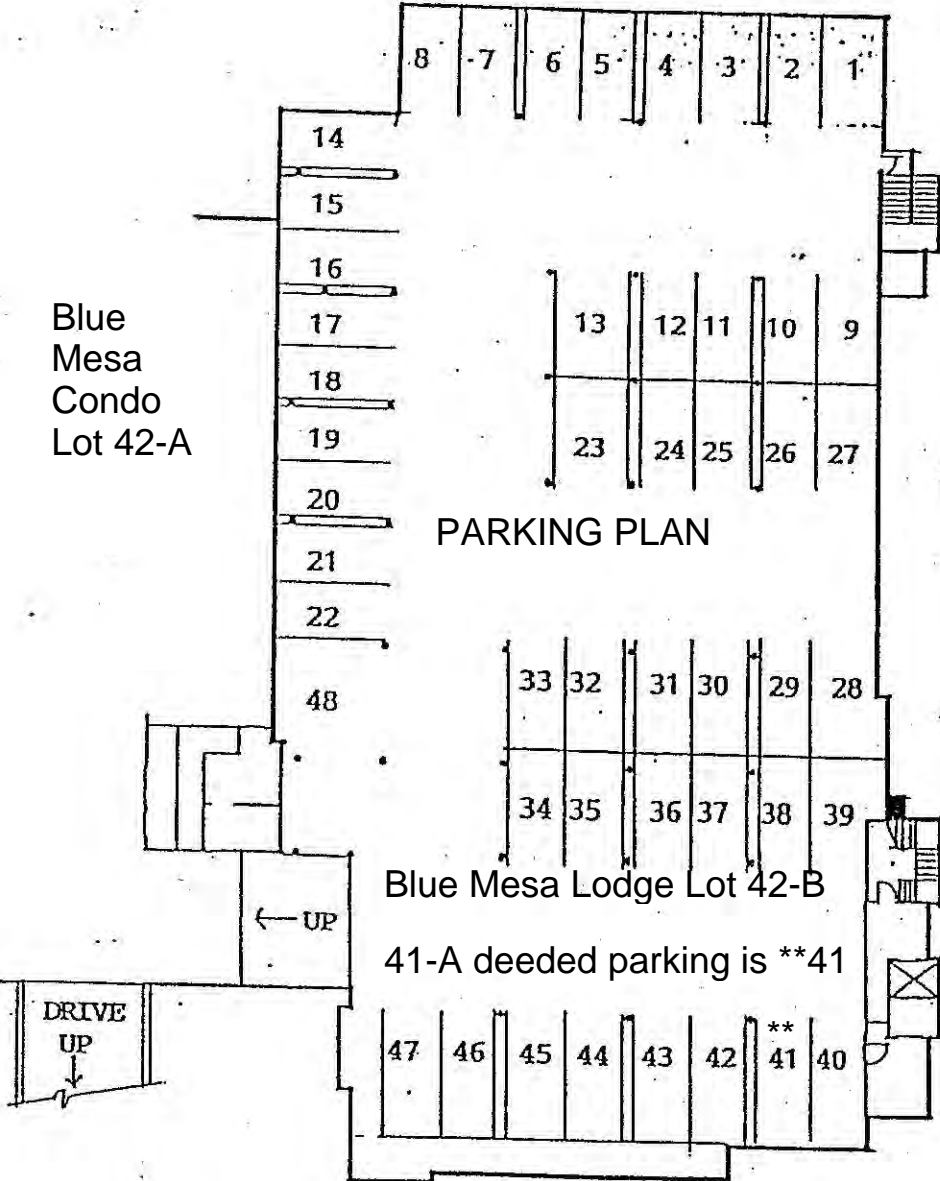 8 7 6 5 4 3 2 1
14
15
16
17
18
19
20
21
22
48
13 12 11 10 9
23 24 25 26 27
Blue
Mesa
Condo
Lot 42-A
PARKING PLAN
33 32 31 30 29 28
34 35 36 37 38 39
Blue Mesa Lodge Lot 42-B
← UP
41-A deeded parking is **41
DRIVE
UP
↓
**
47 46 45 44 43 42 41 40